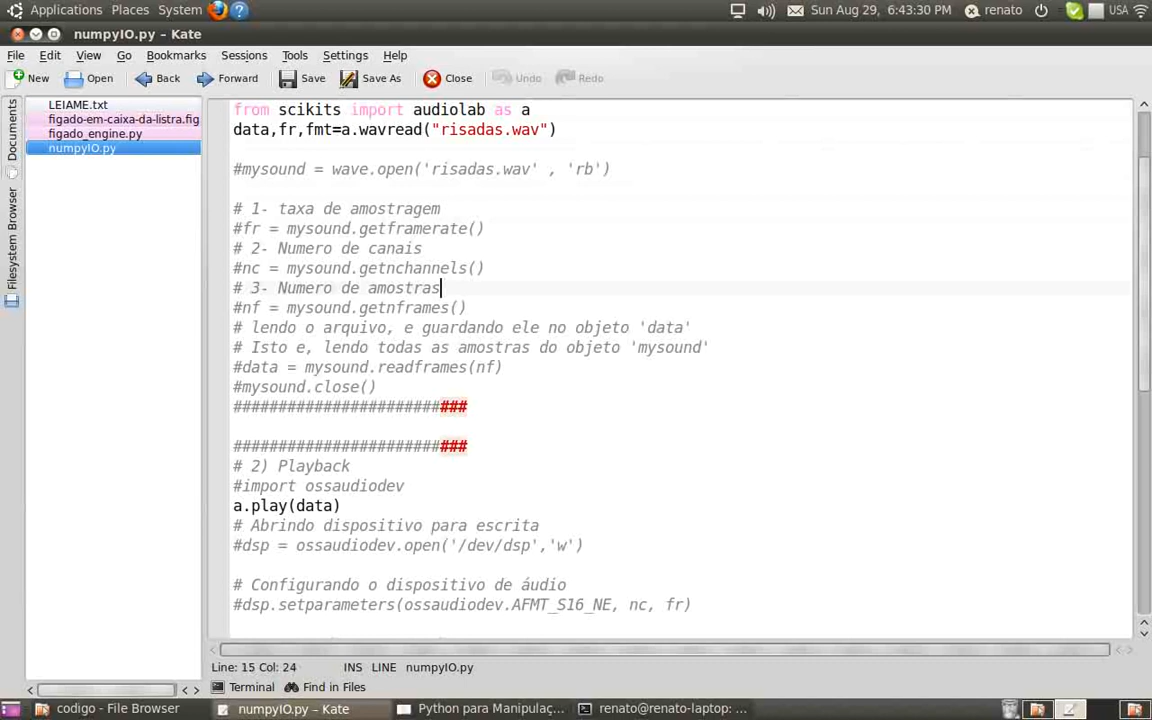 Applications Places System Sun Aug 29, 6:43:30 PM renato USA
numpyIO.py – Kate
File Edit View Go Bookmarks Sessions Tools Settings Help
New Open Back Forward Save Save As Close Undo Redo
Documents
Filesystem Browser
LEIAME.txt
figado-em-caixa-da-listra.fig
figado_engine.py
numpyIO.py
from scikits import audiolab as a
data,fr,fmt=a.wavread("risadas.wav")
#mysound = wave.open('risadas.wav' , 'rb')
# 1- taxa de amostragem
#fr = mysound.getframerate()
# 2- Numero de canais
#nc = mysound.getnchannels()
# 3- Numero de amostras
#nf = mysound.getnframes()
# lendo o arquivo, e guardando ele no objeto 'data'
# Isto e, lendo todas as amostras do objeto 'mysound'
#data = mysound.readframes(nf)
#mysound.close()
##########################
##########################
# 2) Playback
#import ossaudiodev
a.play(data)
# Abrindo dispositivo para escrita
#dsp = ossaudiodev.open('/dev/dsp','w')
# Configurando o dispositivo de áudio
#dsp.setparameters(ossaudiodev.AFMT_S16_NE, nc, fr)
Line: 15 Col: 24 INS LINE numpyIO.py
Terminal Find in Files
codigo - File Browser numpyIO.py – Kate Python para Manipulaç... renato@renato-laptop: ...